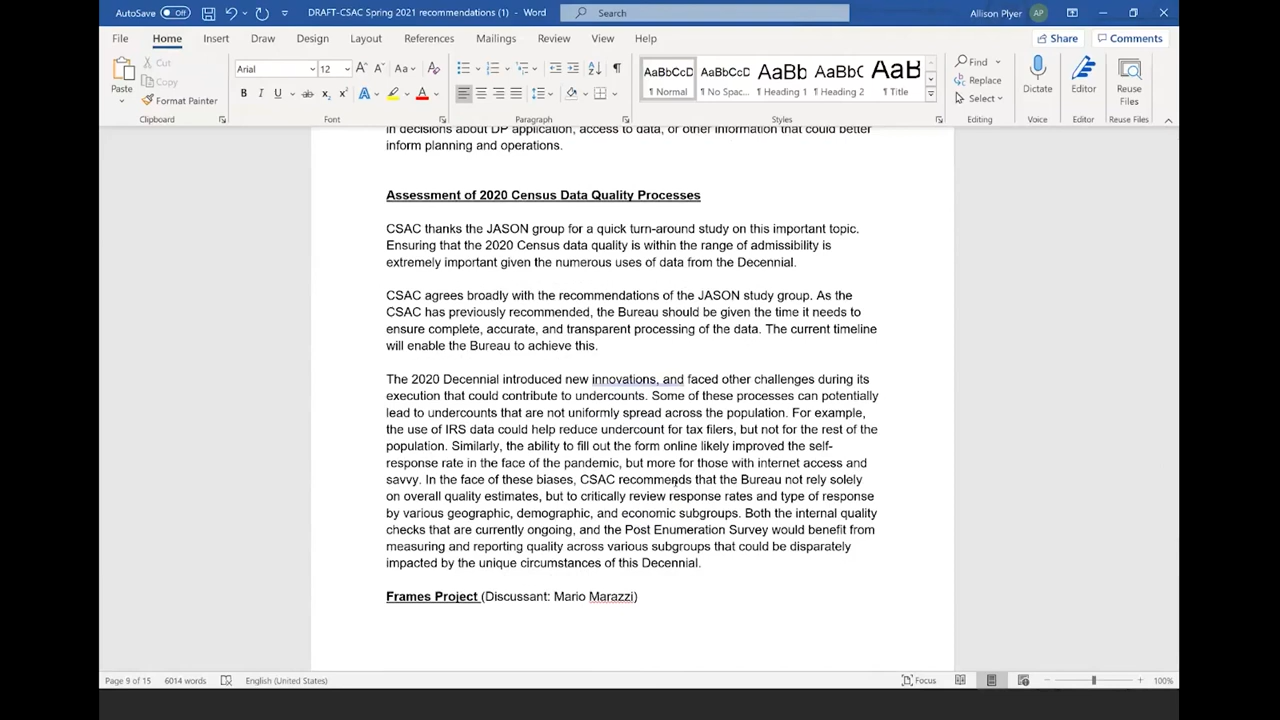 AutoSave Off DRAFT-CSAC Spring 2021 recommendations (1) - Word Search Allison Plyer AP
File Home Insert Draw Design Layout References Mailings Review View Help Share Comments
Paste Cut Copy Format Painter
Arial 12 Aa B I U ab x₂ x² A A
AaBbCcD AaBbCcD AaBb AaBbC AaB
¶ Normal ¶ No Spac... Heading 1 Heading 2 Title
Find Replace Select Dictate Editor Reuse Files
Clipboard Font Paragraph Styles Editing Voice Editor Reuse Files
in decisions about DP application, access to data, or other information that could better
inform planning and operations.
Assessment of 2020 Census Data Quality Processes
CSAC thanks the JASON group for a quick turn-around study on this important topic.
Ensuring that the 2020 Census data quality is within the range of admissibility is
extremely important given the numerous uses of data from the Decennial.
CSAC agrees broadly with the recommendations of the JASON study group. As the
CSAC has previously recommended, the Bureau should be given the time it needs to
ensure complete, accurate, and transparent processing of the data. The current timeline
will enable the Bureau to achieve this.
The 2020 Decennial introduced new innovations, and faced other challenges during its
execution that could contribute to undercounts. Some of these processes can potentially
lead to undercounts that are not uniformly spread across the population. For example,
the use of IRS data could help reduce undercount for tax filers, but not for the rest of the
population. Similarly, the ability to fill out the form online likely improved the self-
response rate in the face of the pandemic, but more for those with internet access and
savvy. In the face of these biases, CSAC recommends that the Bureau not rely solely
on overall quality estimates, but to critically review response rates and type of response
by various geographic, demographic, and economic subgroups. Both the internal quality
checks that are currently ongoing, and the Post Enumeration Survey would benefit from
measuring and reporting quality across various subgroups that could be disparately
impacted by the unique circumstances of this Decennial.
Frames Project (Discussant: Mario Marazzi)
Page 9 of 15 6014 words English (United States) Focus 100%